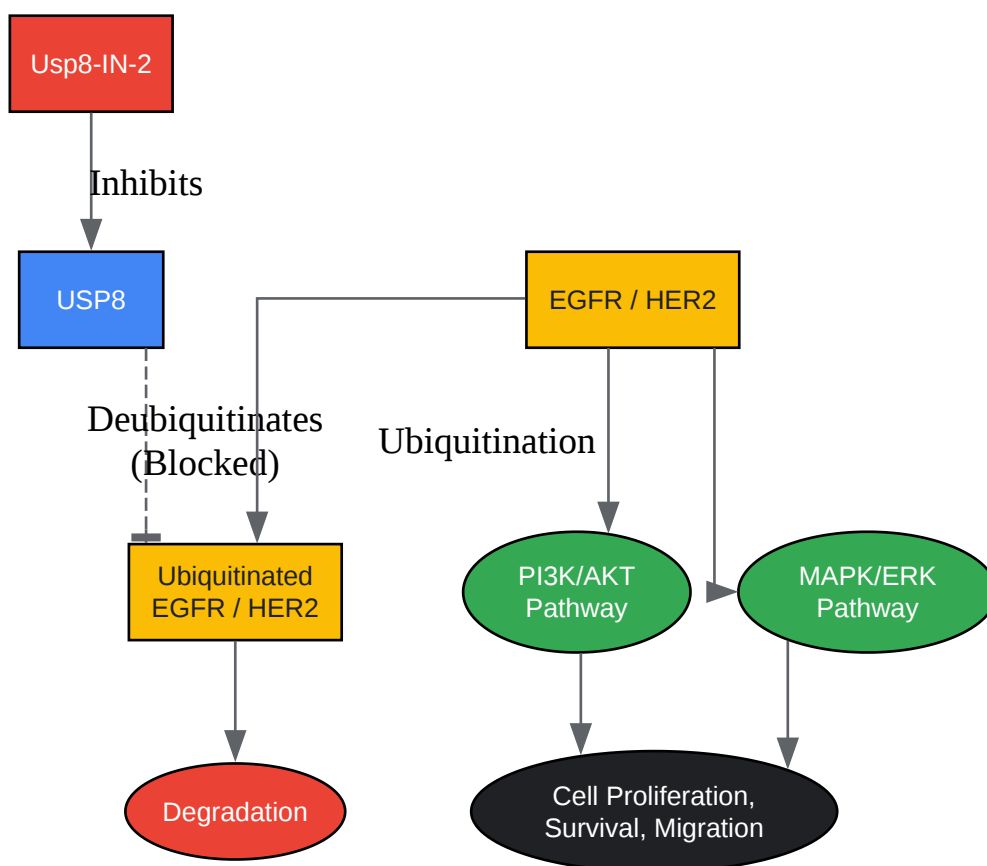 Usp8-IN-2
Inhibits
USP8
EGFR / HER2
Deubiquitinates
(Blocked)
Ubiquitination
Ubiquitinated
EGFR / HER2
PI3K/AKT
Pathway
MAPK/ERK
Pathway
Degradation
Cell Proliferation,
Survival, Migration